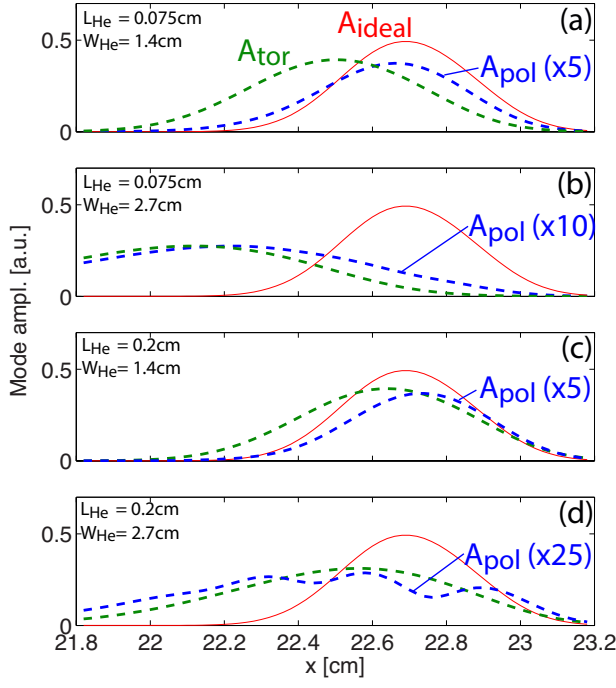 L_He = 0.075cm
W_He= 1.4cm
A_tor
A_ideal
A_pol (x5)
(a)
0.5
0
L_He = 0.075cm
W_He= 2.7cm
A_pol (x10)
(b)
0.5
0
Mode ampl. [a.u.]
L_He = 0.2cm
W_He= 1.4cm
A_pol (x5)
(c)
0.5
0
L_He = 0.2cm
W_He= 2.7cm
A_pol (x25)
(d)
0.5
0
21.8 22 22.2 22.4 22.6 22.8 23 23.2
x [cm]